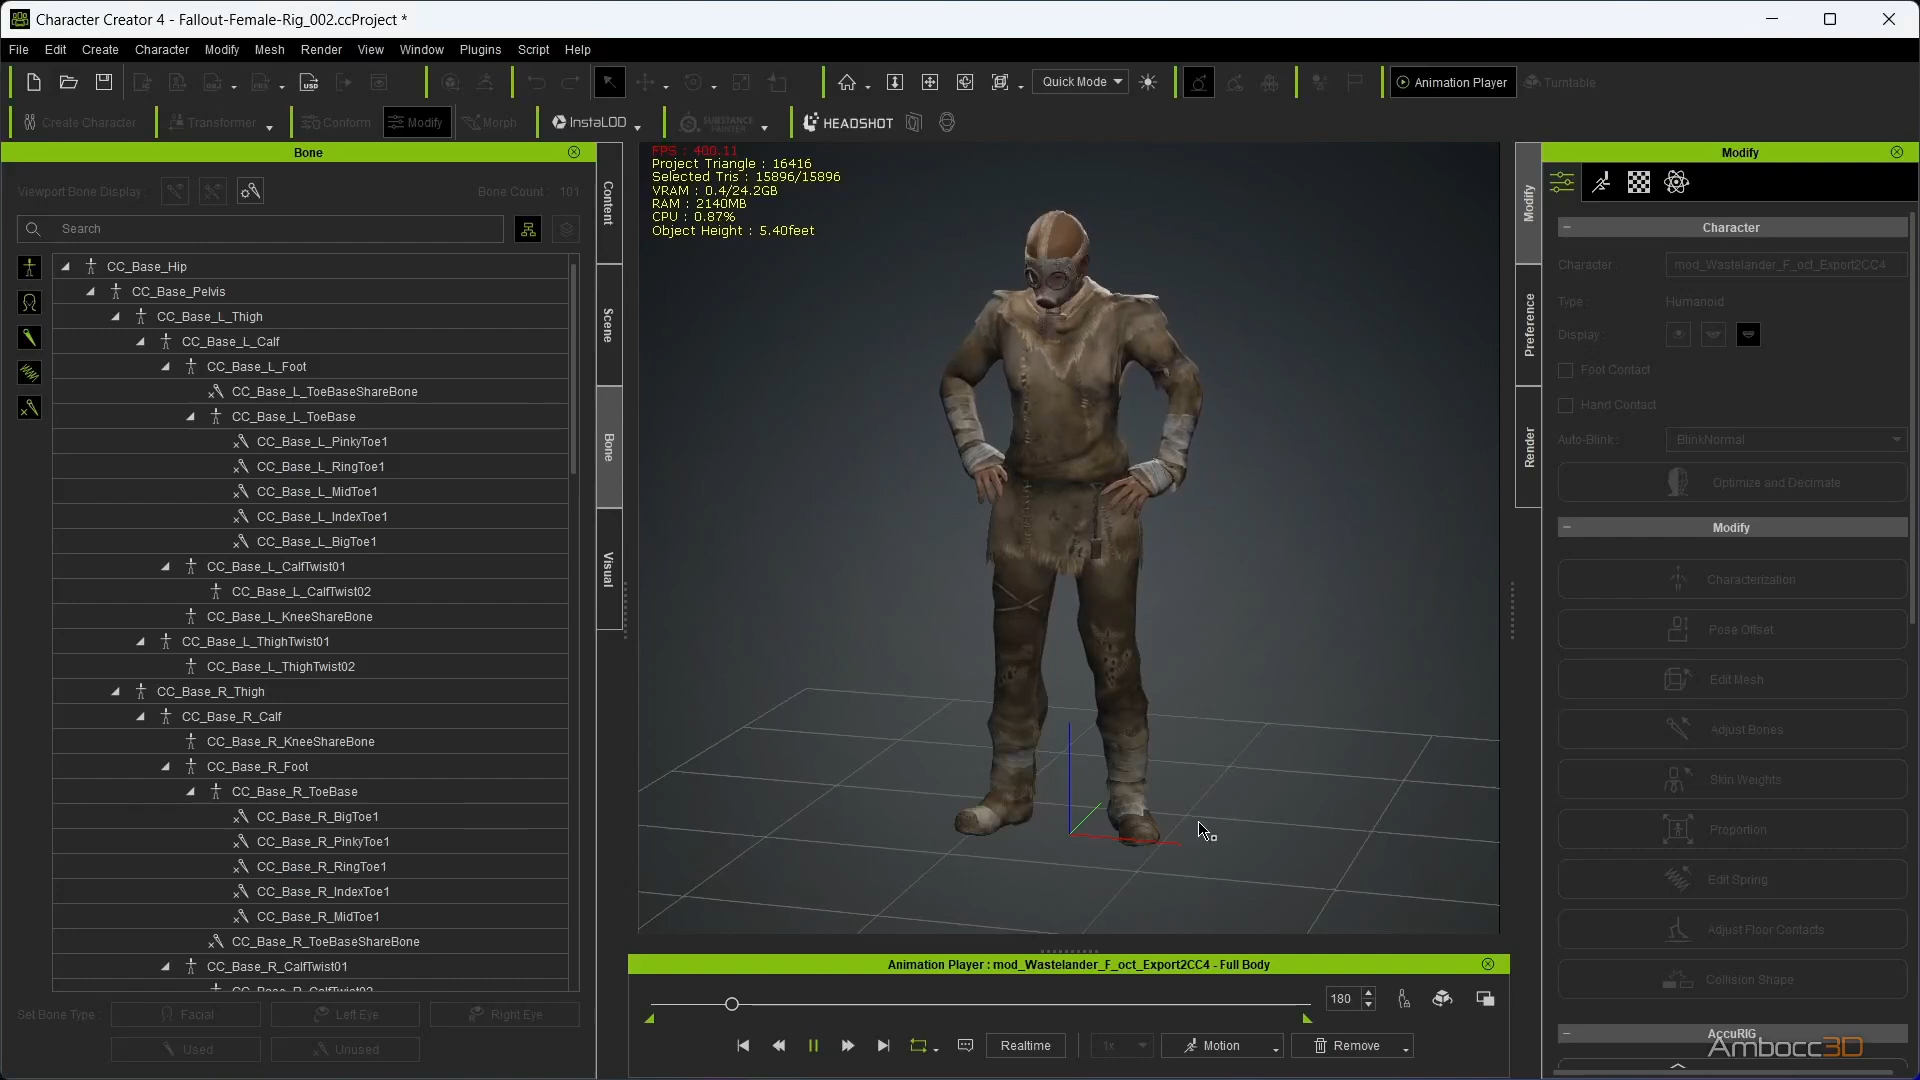 Character Creator 4 - Fallout-Female-Rig_002.ccProject *
File Edit Create Character Modify Mesh Render View Window Plugins Script Help
USD Quick Mode Animation Player Turntable
Create Character Transformer Conform Modify Morph InstaLOD SUBSTANCE PAINTER HEADSHOT
Bone
Viewport Bone Display : Bone Count : 101
Search
CC_Base_Hip
CC_Base_Pelvis
CC_Base_L_Thigh
CC_Base_L_Calf
CC_Base_L_Foot
CC_Base_L_ToeBaseShareBone
CC_Base_L_ToeBase
CC_Base_L_PinkyToe1
CC_Base_L_RingToe1
CC_Base_L_MidToe1
CC_Base_L_IndexToe1
CC_Base_L_BigToe1
CC_Base_L_CalfTwist01
CC_Base_L_CalfTwist02
CC_Base_L_KneeShareBone
CC_Base_L_ThighTwist01
CC_Base_L_ThighTwist02
CC_Base_R_Thigh
CC_Base_R_Calf
CC_Base_R_KneeShareBone
CC_Base_R_Foot
CC_Base_R_ToeBase
CC_Base_R_BigToe1
CC_Base_R_PinkyToe1
CC_Base_R_RingToe1
CC_Base_R_IndexToe1
CC_Base_R_MidToe1
CC_Base_R_ToeBaseShareBone
CC_Base_R_CalfTwist01
CC_Base_R_CalfTwist02
Set Bone Type : Facial Left Eye Right Eye
Used Unused
Content
Scene
Bone
Visual
FPS : 400.11
Project Triangle : 16416
Selected Tris : 15896/15896
VRAM : 0.4/24.2GB
RAM : 2140MB
CPU : 0.87%
Object Height : 5.40feet
Animation Player : mod_Wastelander_F_oct_Export2CC4 - Full Body
180
Realtime 1x Motion Remove
Modify
Preference
Render
Modify
Character
Character : mod_Wastelander_F_oct_Export2CC4
Type : Humanoid
Display :
Foot Contact
Hand Contact
Auto-Blink : BlinkNormal
Optimize and Decimate
Modify
Characterization
Pose Offset
Edit Mesh
Adjust Bones
Skin Weights
Proportion
Edit Spring
Adjust Floor Contacts
Collision Shape
AccuRIG
Ambocc3D